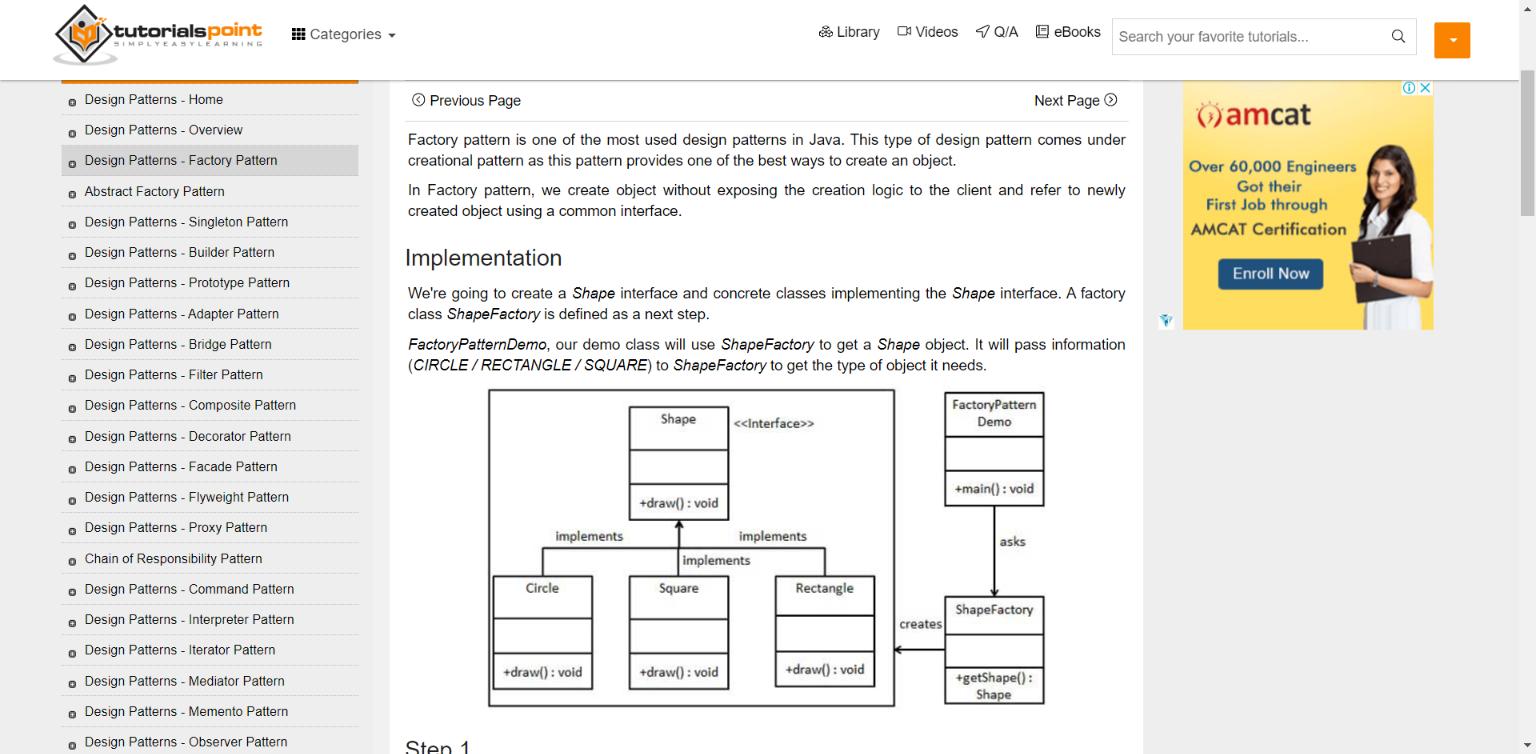 tutorialspoint
SIMPLYEASYLEARNING
Categories
Library
Videos
Q/A
eBooks
Search your favorite tutorials...
Design Patterns - Home
Design Patterns - Overview
Design Patterns - Factory Pattern
Abstract Factory Pattern
Design Patterns - Singleton Pattern
Design Patterns - Builder Pattern
Design Patterns - Prototype Pattern
Design Patterns - Adapter Pattern
Design Patterns - Bridge Pattern
Design Patterns - Filter Pattern
Design Patterns - Composite Pattern
Design Patterns - Decorator Pattern
Design Patterns - Facade Pattern
Design Patterns - Flyweight Pattern
Design Patterns - Proxy Pattern
Chain of Responsibility Pattern
Design Patterns - Command Pattern
Design Patterns - Interpreter Pattern
Design Patterns - Iterator Pattern
Design Patterns - Mediator Pattern
Design Patterns - Memento Pattern
Design Patterns - Observer Pattern
Previous Page
Next Page
Factory pattern is one of the most used design patterns in Java. This type of design pattern comes under
creational pattern as this pattern provides one of the best ways to create an object.
In Factory pattern, we create object without exposing the creation logic to the client and refer to newly
created object using a common interface.
Implementation
We're going to create a Shape interface and concrete classes implementing the Shape interface. A factory
class ShapeFactory is defined as a next step.
FactoryPatternDemo, our demo class will use ShapeFactory to get a Shape object. It will pass information
(CIRCLE / RECTANGLE / SQUARE) to ShapeFactory to get the type of object it needs.
Shape
<<Interface>>
+draw() : void
implements
implements
implements
Circle
+draw() : void
Square
+draw() : void
Rectangle
+draw() : void
FactoryPattern
Demo
+main() : void
asks
creates
ShapeFactory
+getShape() :
Shape
Step 1
amcat
Over 60,000 Engineers
Got their
First Job through
AMCAT Certification
Enroll Now